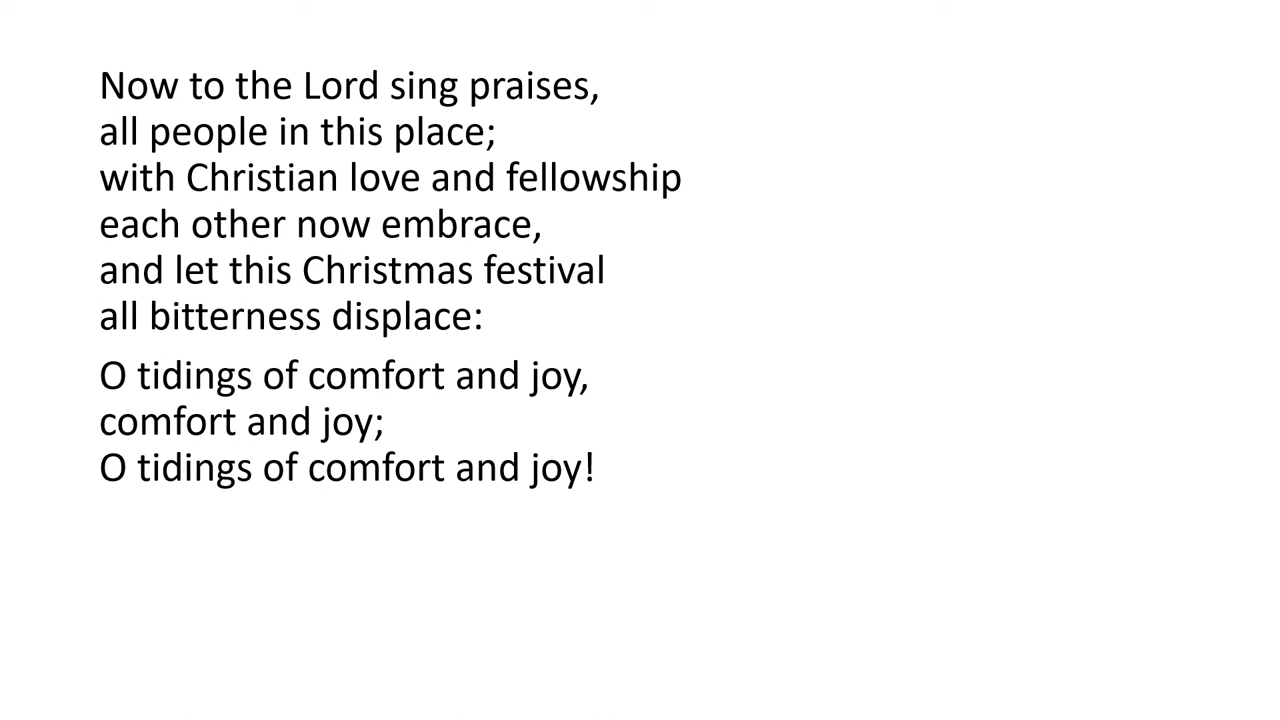 Now to the Lord sing praises,
all people in this place;
with Christian love and fellowship
each other now embrace,
and let this Christmas festival
all bitterness displace:
O tidings of comfort and joy,
comfort and joy;
O tidings of comfort and joy!